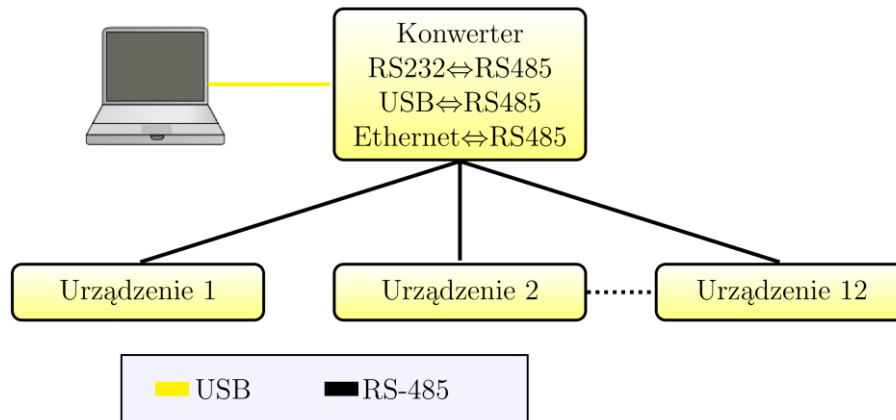 Konwerter
RS232⇔RS485
USB⇔RS485
Ethernet⇔RS485
Urządzenie 1
Urządzenie 2
Urządzenie 12
USB
RS-485